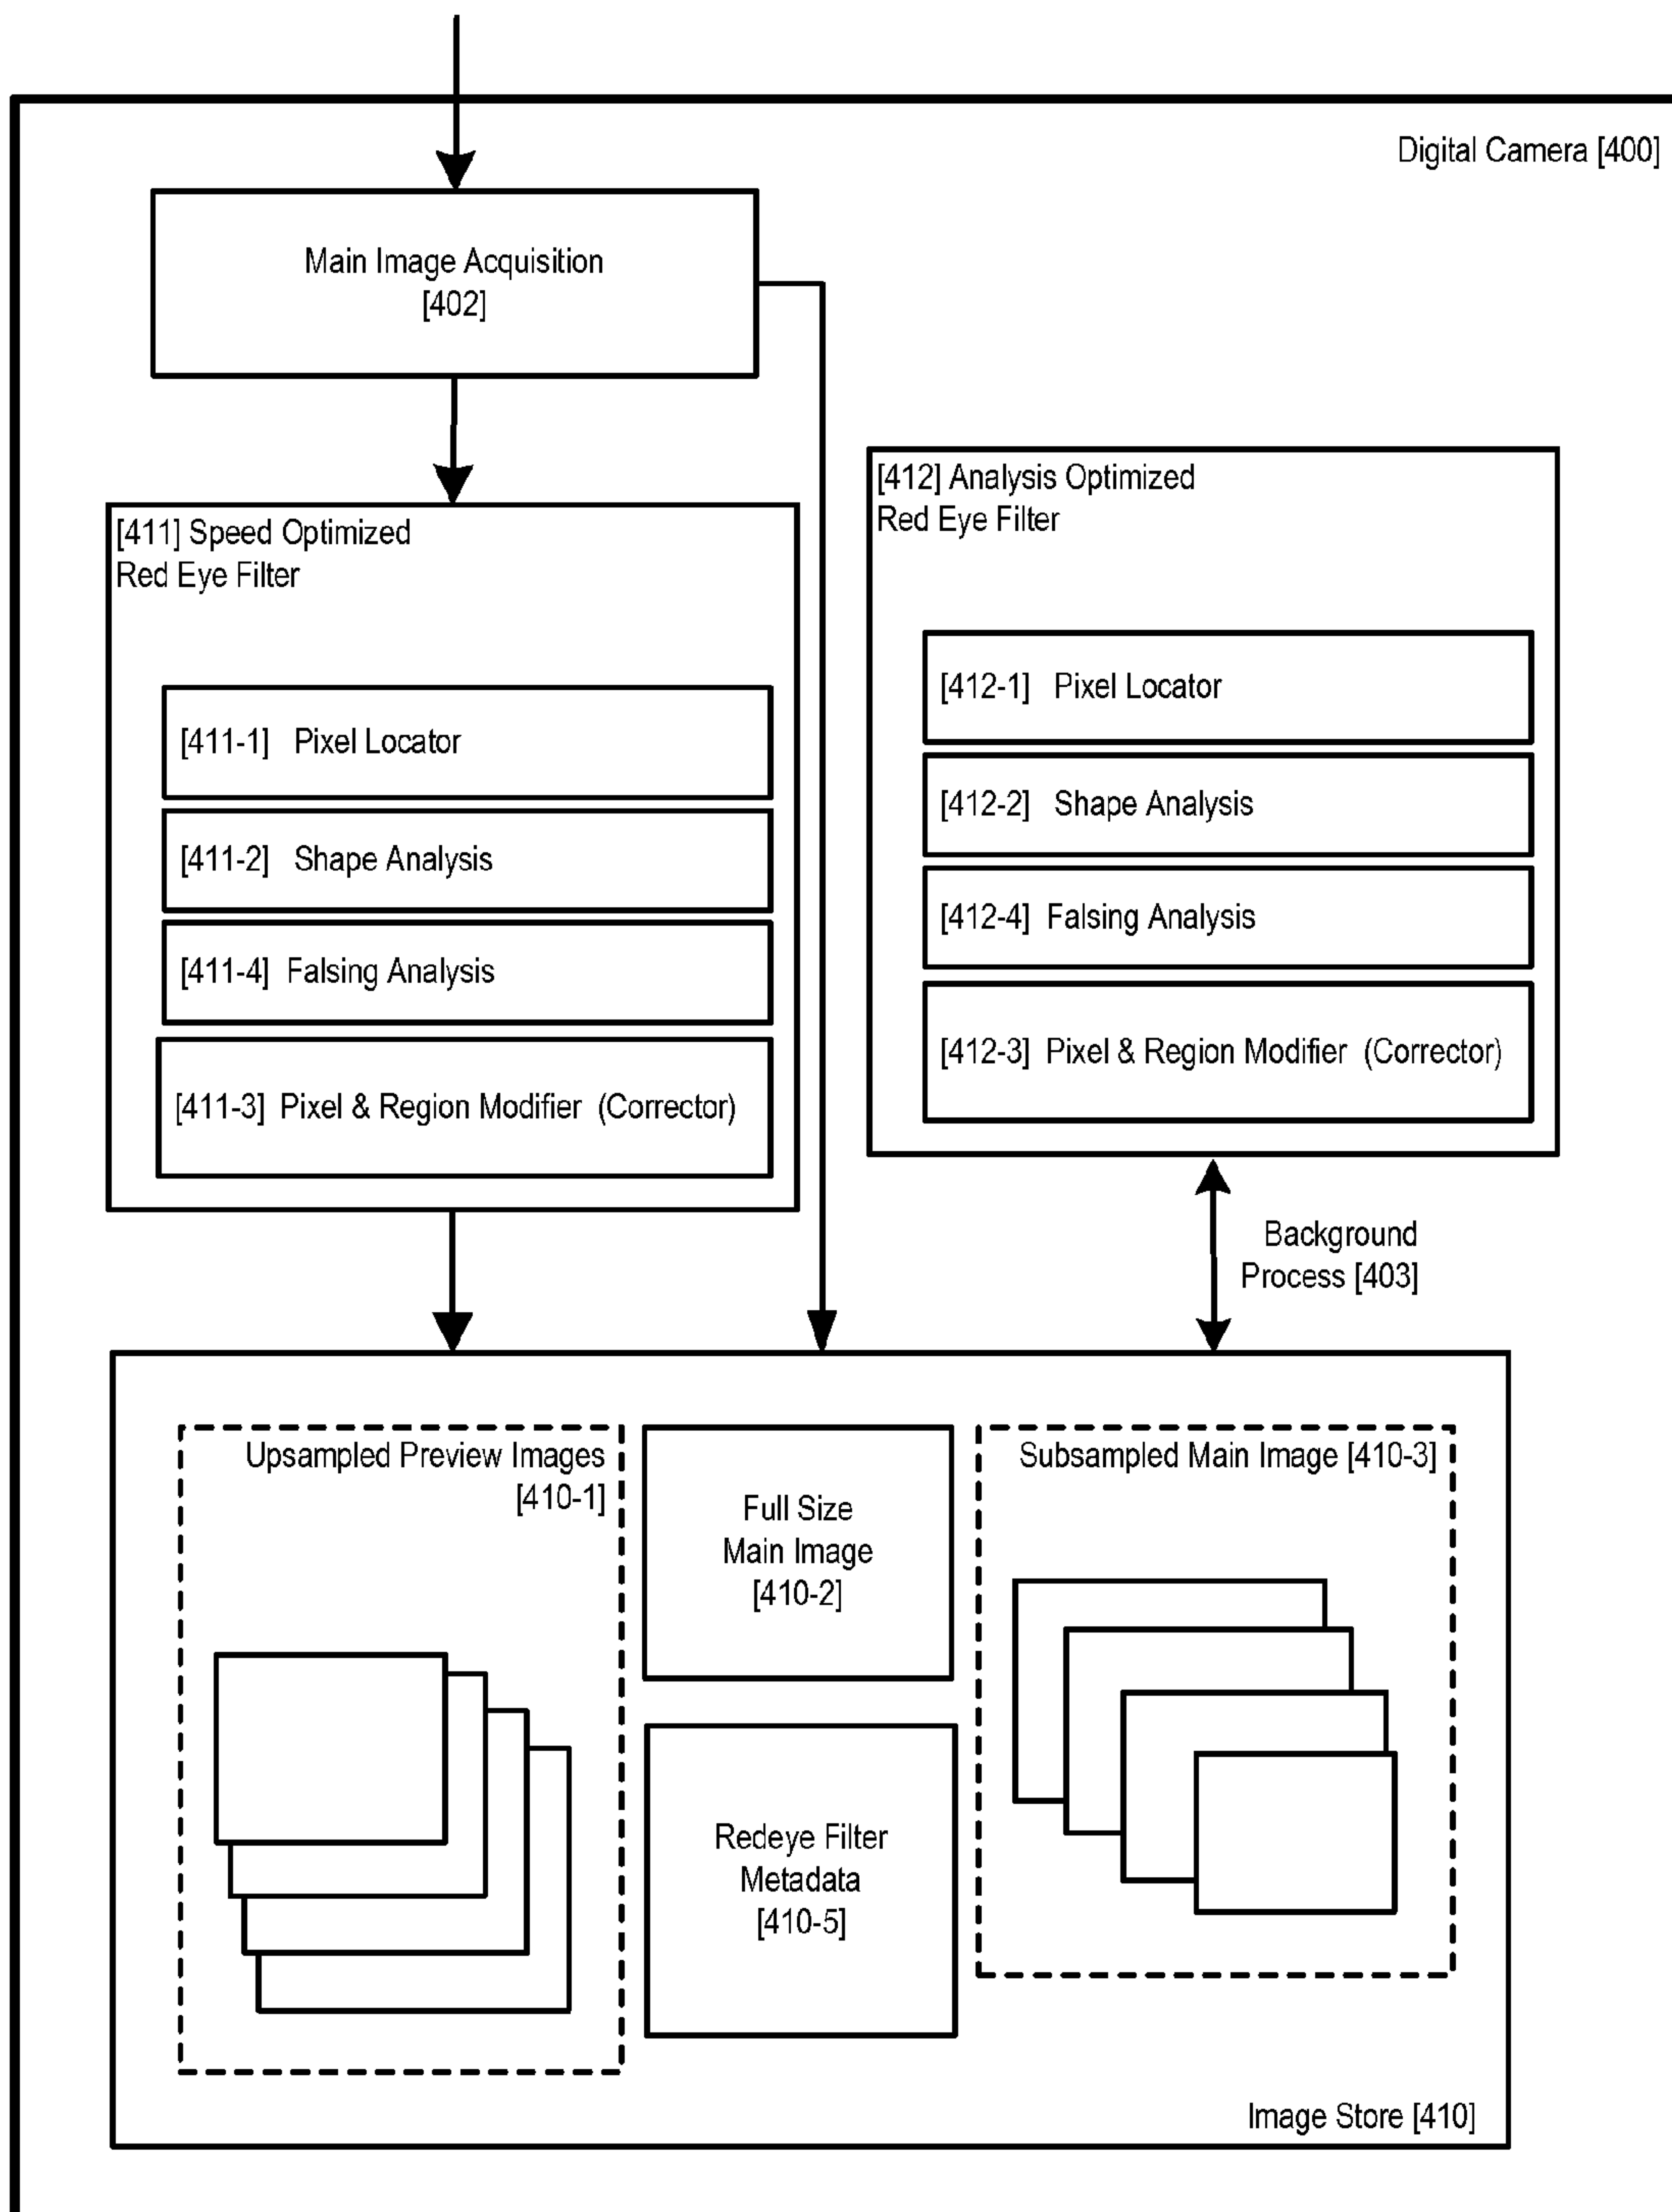 Digital Camera [400]
Main Image Acquisition
[402]
[411] Speed Optimized
Red Eye Filter
[411-1] Pixel Locator
[411-2] Shape Analysis
[411-4] Falsing Analysis
[411-3] Pixel & Region Modifier (Corrector)
[412] Analysis Optimized
Red Eye Filter
[412-1] Pixel Locator
[412-2] Shape Analysis
[412-4] Falsing Analysis
[412-3] Pixel & Region Modifier (Corrector)
Background
Process [403]
Upsampled Preview Images
[410-1]
Full Size
Main Image
[410-2]
Subsampled Main Image [410-3]
Redeye Filter
Metadata
[410-5]
Image Store [410]